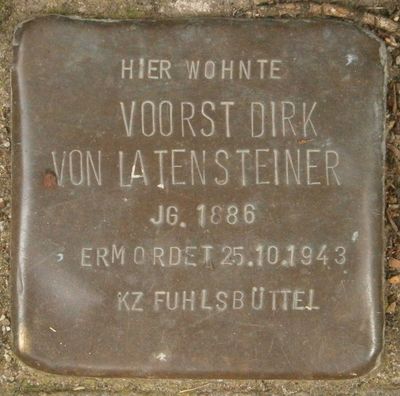 HIER WOHNTE
VOORST DIRK
VON LATENSTEINER
JG. 1886
ERMORDET 25.10.1943
KZ FUHLSBÜTTEL